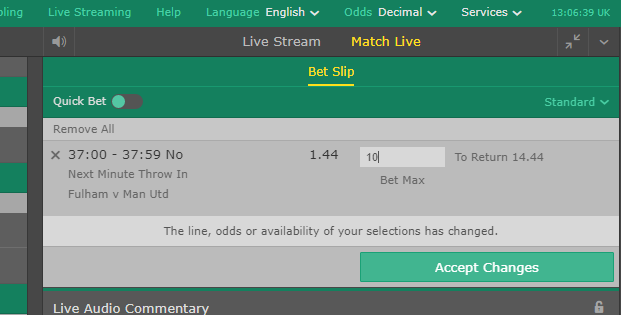 bling Live Streaming Help Language English Odds Decimal Services 13:06:39 UK
Live Stream Match Live
Bet Slip
Quick Bet Standard
Remove All
37:00 - 37:59 No 1.44 10 To Return 14.44
Next Minute Throw In Bet Max
Fulham v Man Utd
The line, odds or availability of your selections has changed.
Accept Changes
Live Audio Commentary